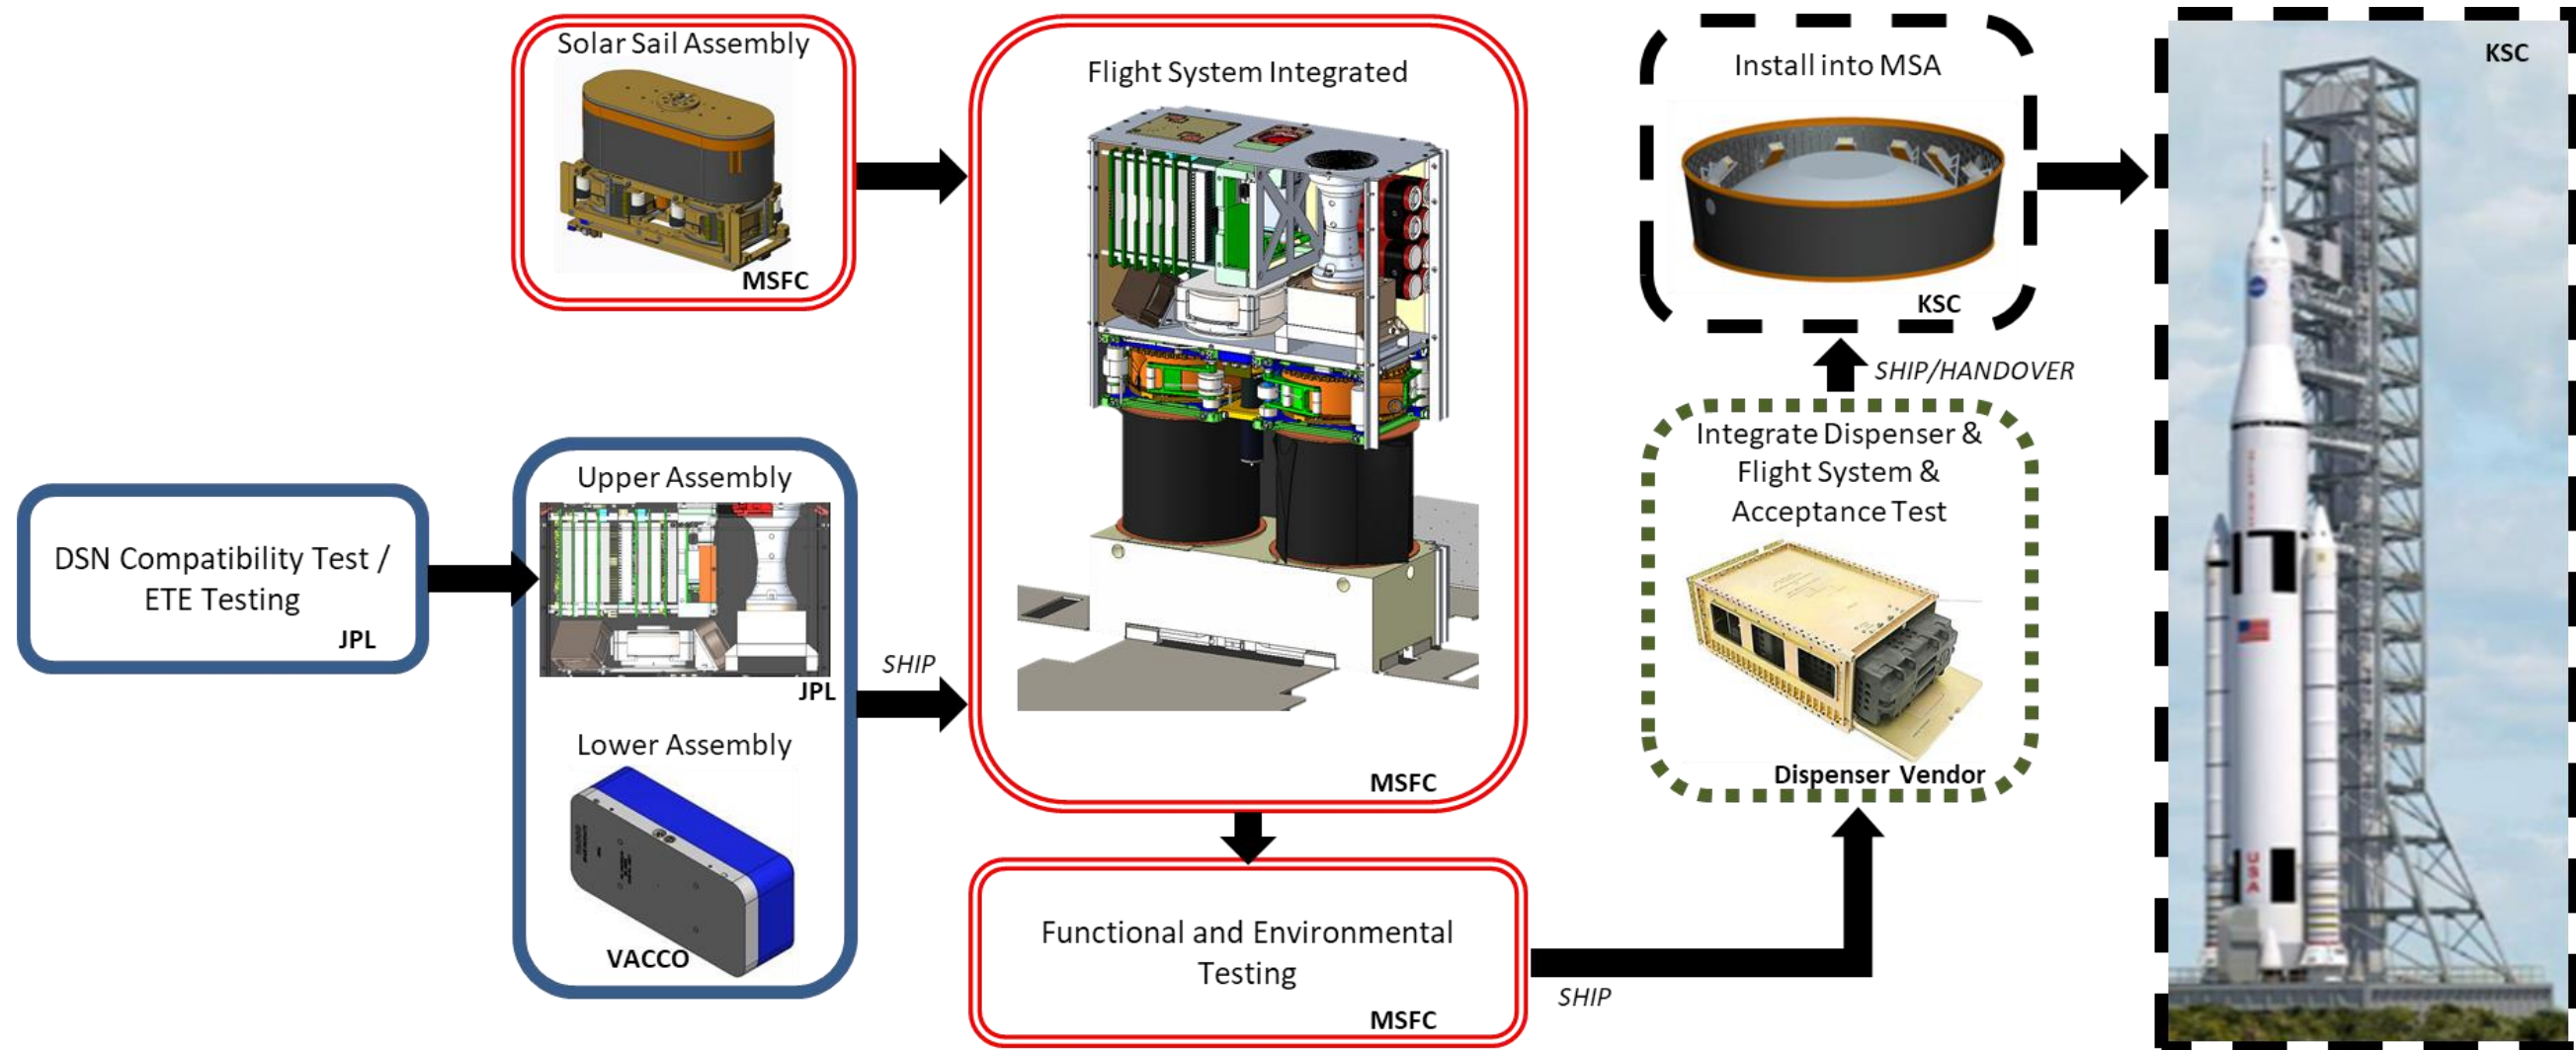 Solar Sail Assembly
MSFC
DSN Compatibility Test /
ETE Testing
JPL
Upper Assembly
JPL
Lower Assembly
VACCO
SHIP
Flight System Integrated
MSFC
Functional and Environmental
Testing
MSFC
SHIP
Integrate Dispenser &
Flight System &
Acceptance Test
Dispenser Vendor
SHIP/HANDOVER
Install into MSA
KSC
KSC
USA